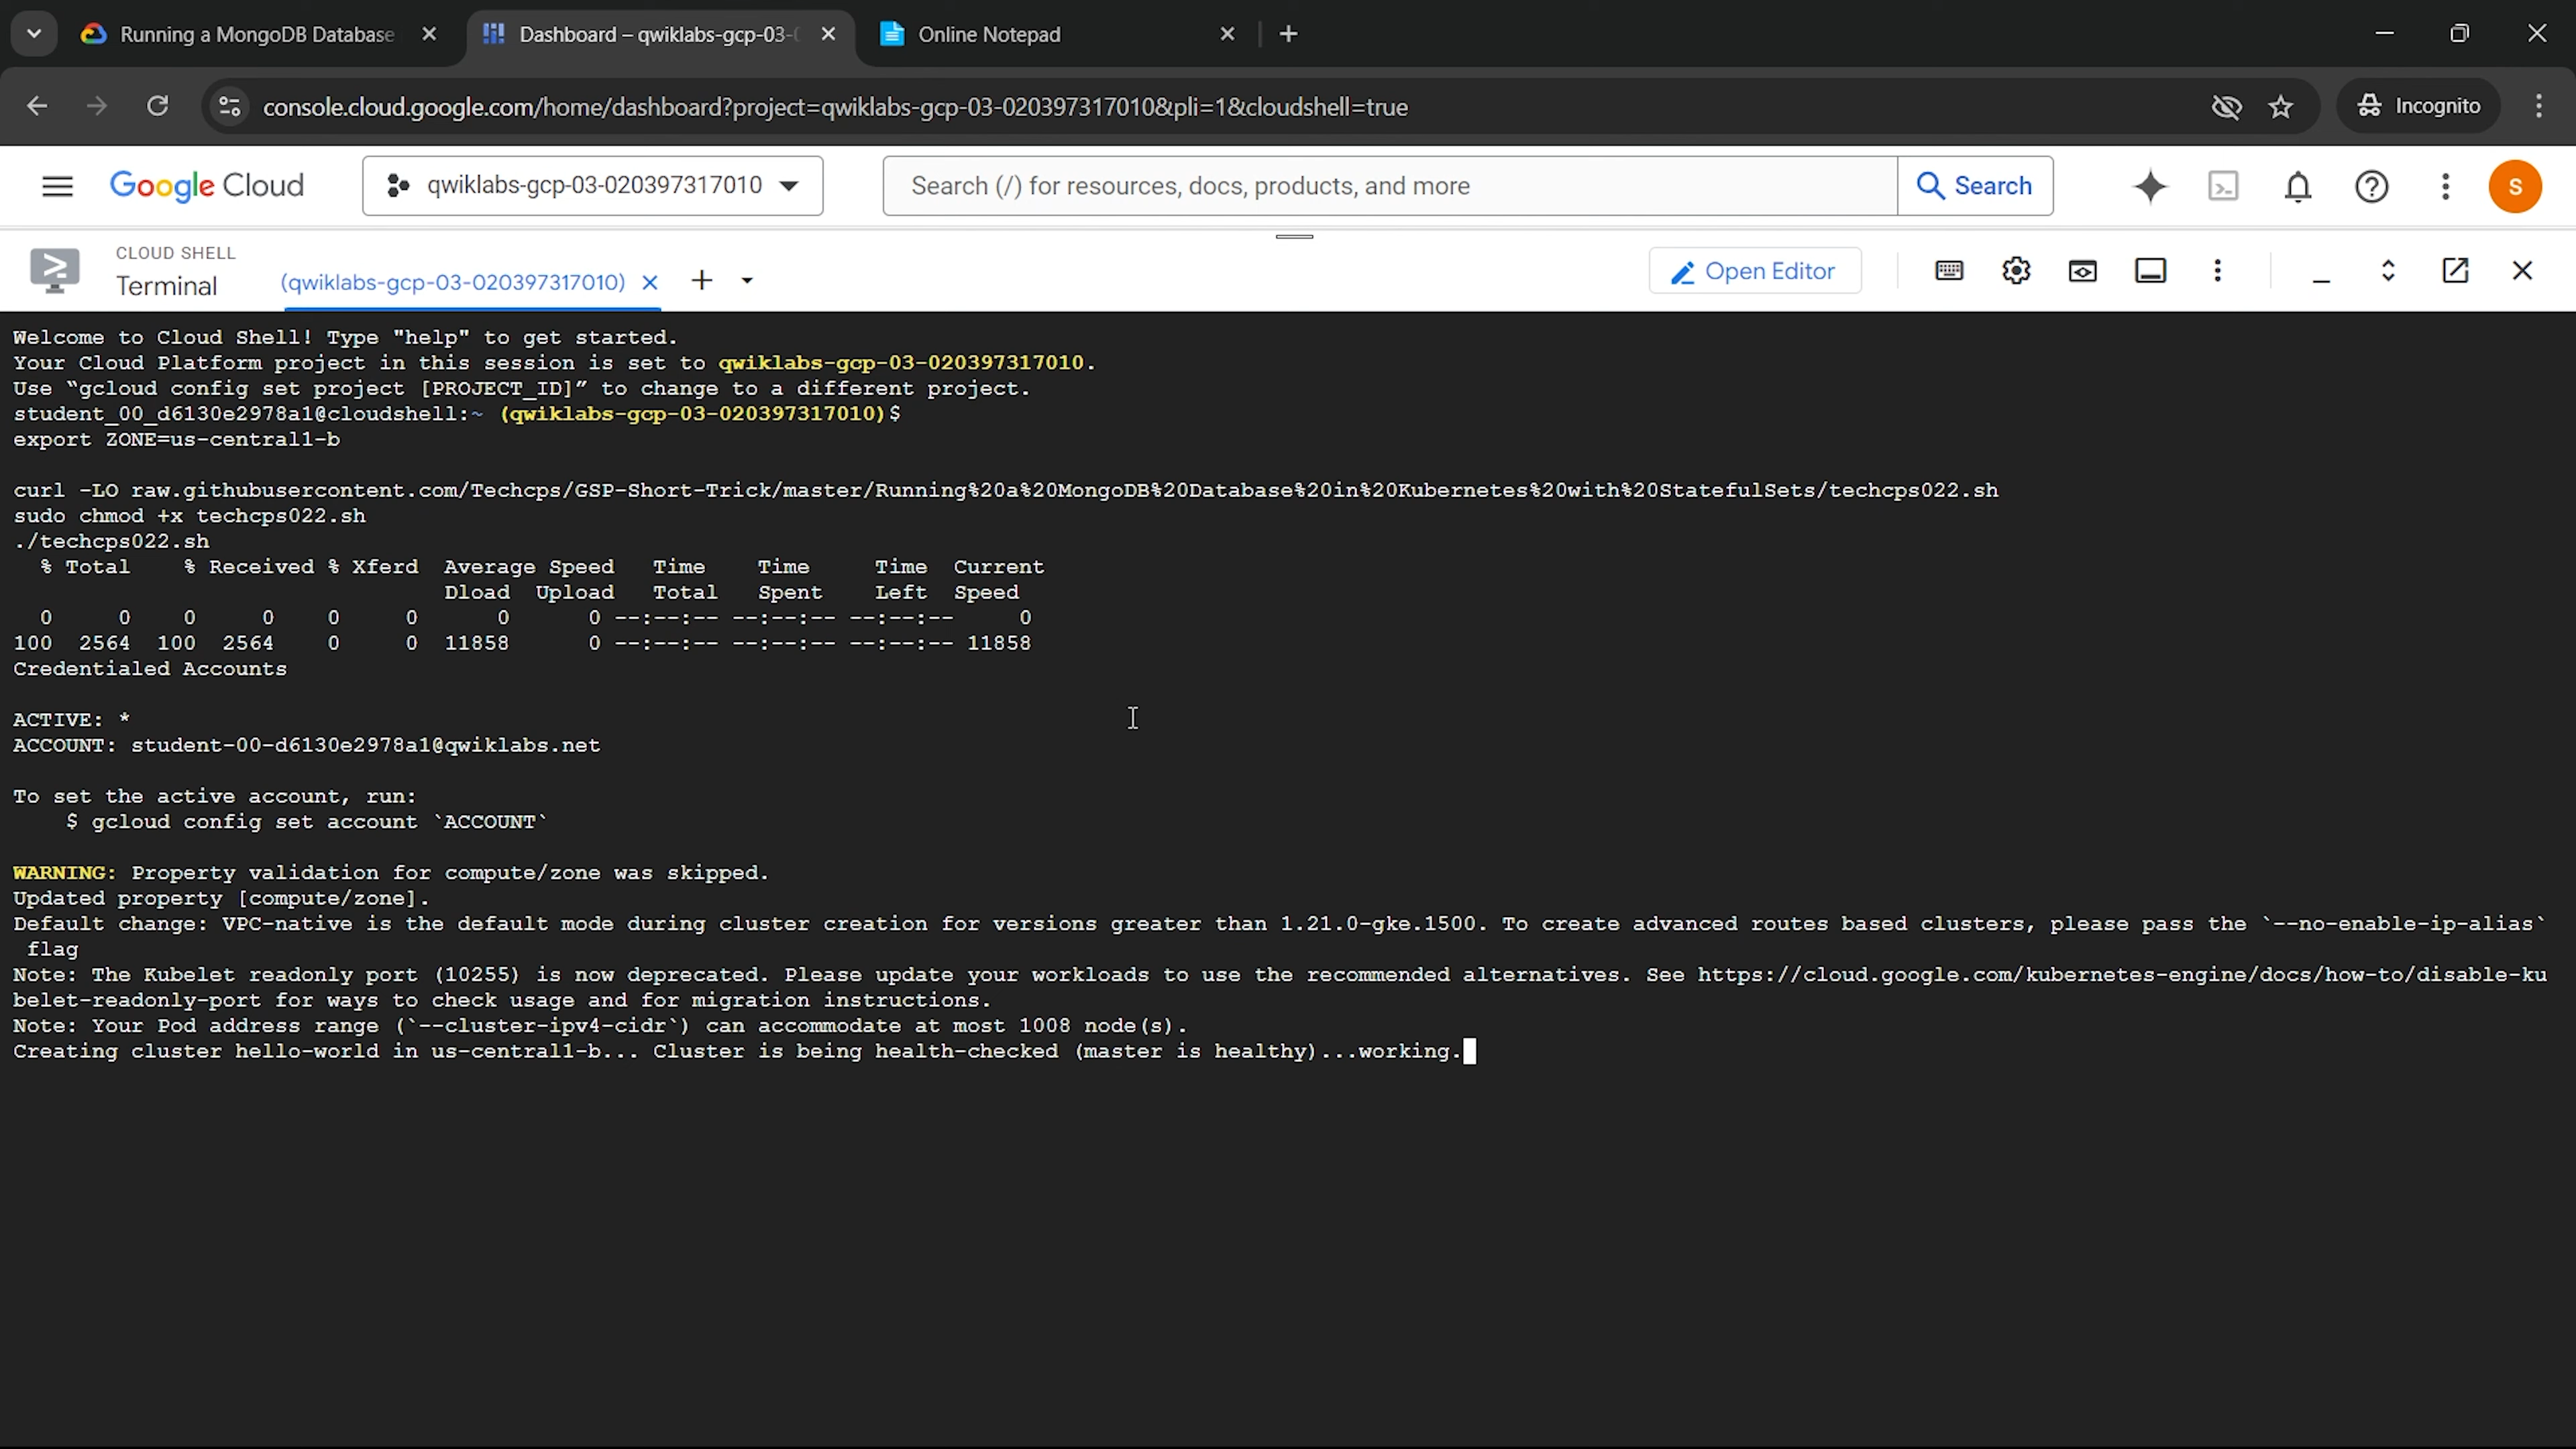 Running a MongoDB Database
Dashboard – qwiklabs-gcp-03-0
Online Notepad
console.cloud.google.com/home/dashboard?project=qwiklabs-gcp-03-020397317010&pli=1&cloudshell=true
Incognito
Google Cloud
qwiklabs-gcp-03-020397317010
Search (/) for resources, docs, products, and more
Search
S
CLOUD SHELL
Terminal
(qwiklabs-gcp-03-020397317010)
Open Editor
Welcome to Cloud Shell! Type "help" to get started.
Your Cloud Platform project in this session is set to qwiklabs-gcp-03-020397317010.
Use “gcloud config set project [PROJECT_ID]” to change to a different project.
student_00_d6130e2978a1@cloudshell:~ (qwiklabs-gcp-03-020397317010)$
export ZONE=us-central1-b
curl -LO raw.githubusercontent.com/Techcps/GSP-Short-Trick/master/Running%20a%20MongoDB%20Database%20in%20Kubernetes%20with%20StatefulSets/techcps022.sh
sudo chmod +x techcps022.sh
./techcps022.sh
% Total % Received % Xferd Average Speed Time Time Time Current
Dload Upload Total Spent Left Speed
0 0 0 0 0 0 0 0 --:--:-- --:--:-- --:--:-- 0
100 2564 100 2564 0 0 11858 0 --:--:-- --:--:-- --:--:-- 11858
Credentialed Accounts
ACTIVE: *
ACCOUNT: student-00-d6130e2978a1@qwiklabs.net
To set the active account, run:
$ gcloud config set account `ACCOUNT`
WARNING: Property validation for compute/zone was skipped.
Updated property [compute/zone].
Default change: VPC-native is the default mode during cluster creation for versions greater than 1.21.0-gke.1500. To create advanced routes based clusters, please pass the `--no-enable-ip-alias`
flag
Note: The Kubelet readonly port (10255) is now deprecated. Please update your workloads to use the recommended alternatives. See https://cloud.google.com/kubernetes-engine/docs/how-to/disable-ku
belet-readonly-port for ways to check usage and for migration instructions.
Note: Your Pod address range (`--cluster-ipv4-cidr`) can accommodate at most 1008 node(s).
Creating cluster hello-world in us-central1-b... Cluster is being health-checked (master is healthy)...working.